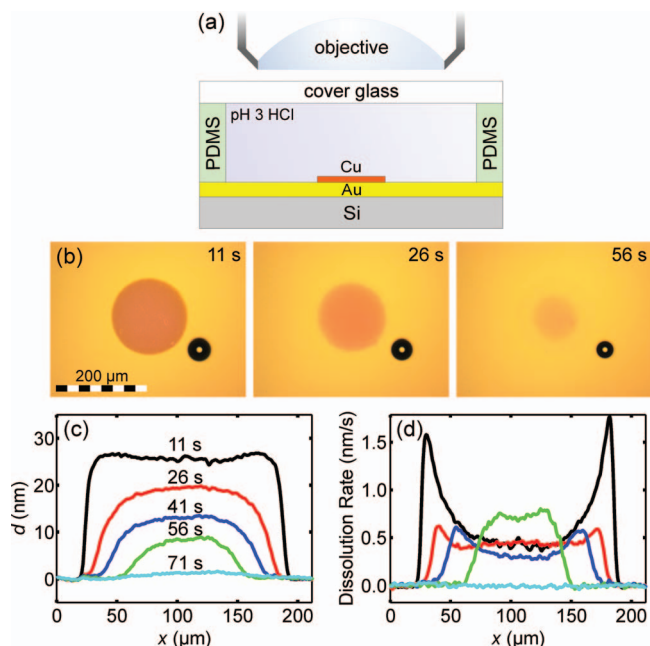 (a)
objective
cover glass
pH 3 HCl
PDMS
PDMS
Cu
Au
Si
(b)
11 s
26 s
56 s
200 µm
(c)
30
20
10
0
d (nm)
11 s
26 s
41 s
56 s
71 s
0
50
100
150
200
x (µm)
(d)
1.5
1.0
0.5
0.0
Dissolution Rate (nm/s)
0
50
100
150
200
x (µm)